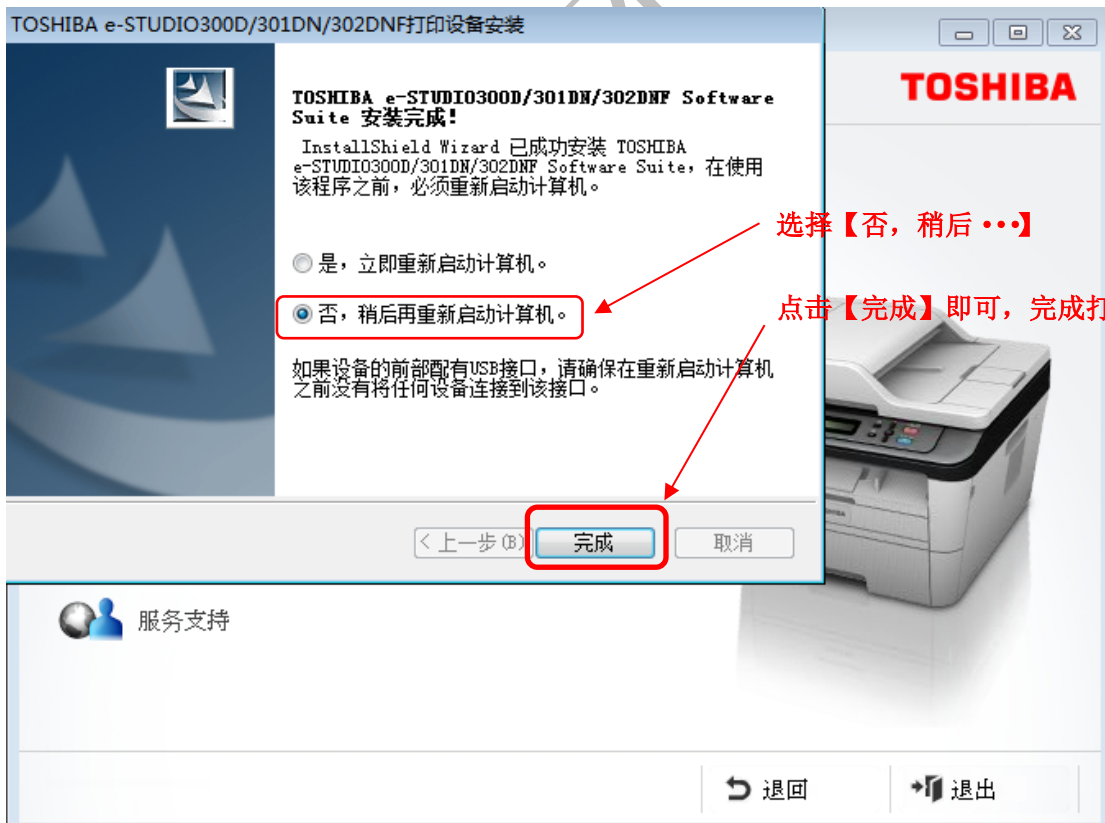 TOSHIBA e-STUDIO300D/301DN/302DNF打印设备安装
TOSHIBA
TOSHIBA e-STUDIO300D/301DN/302DNF Software
Suite 安装完成!
InstallShield Wizard 已成功安装 TOSHIBA
e-STUDIO300D/301DN/302DNF Software Suite,在使用
该程序之前,必须重新启动计算机。
选择【否,稍后···】
是,立即重新启动计算机。
点击【完成】即可,完成打
否,稍后再重新启动计算机。
如果设备的前部配有USB接口,请确保在重新启动计算机
之前没有将任何设备连接到该接口。
<上一步(B)
完成
取消
服务支持
退回
退出